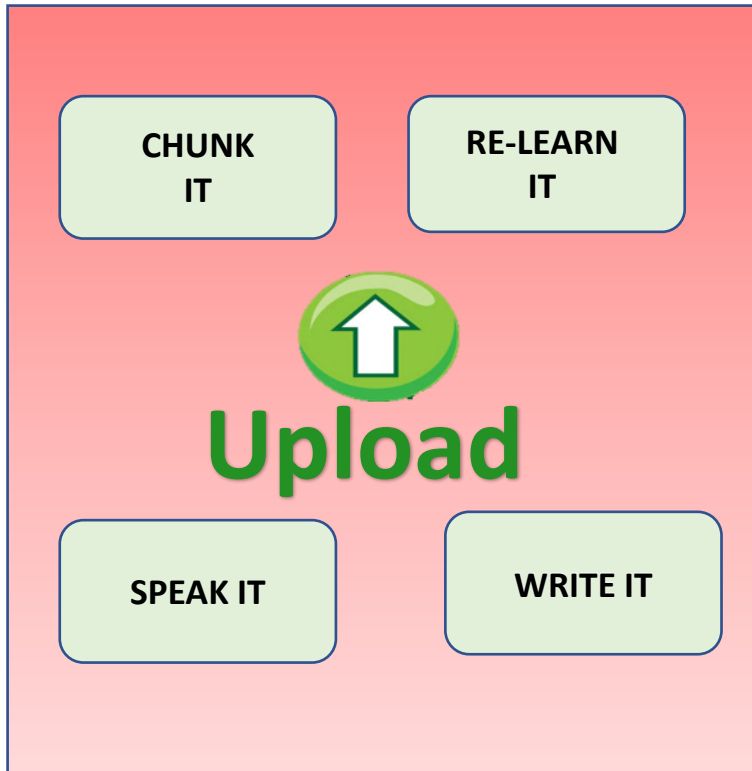 CHUNK
IT
RE-LEARN
IT
Upload
SPEAK IT
WRITE IT